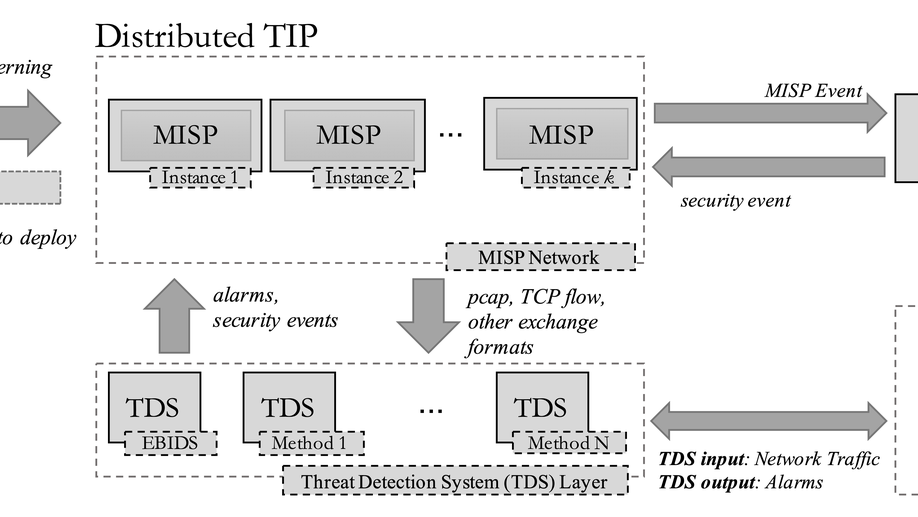 Distributed TIP
erning
MISP Event
MISP
MISP
...
MISP
Instance 1
Instance 2
Instance k
security event
to deploy
MISP Network
alarms,
security events
pcap, TCP flow,
other exchange
formats
TDS
TDS
...
TDS
EBIDS
Method 1
Method N
TDS input: Network Traffic
TDS output: Alarms
Threat Detection System (TDS) Layer